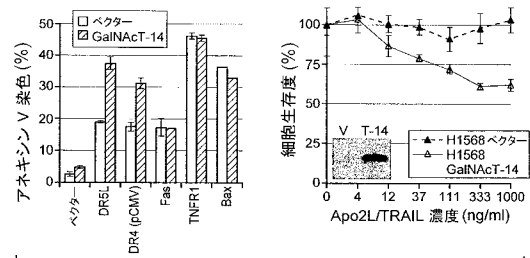 アネキシン V 染色 (%)
50
40
30
20
10
0
ベクター
GalNAcT-14
ベクター
DR5L
DR4 (pCMV)
Fas
TNFR1
Bax
細胞生存度 (%)
100
75
50
25
0
V T-14
H1568 ベクター
H1568
GalNAcT-14
0 4 12 37 111 333 1000
Apo2L/TRAIL 濃度 (ng/ml)